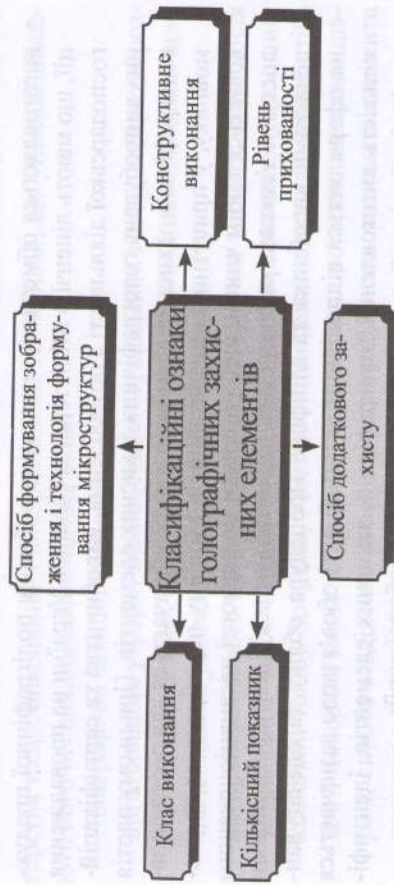 Спосіб формування зобра-
ження і технологія форму-
вання мікроструктур
Клас виконання
Конструктивне
виконання
Класифікаційні ознаки
голографічних захис-
них елементів
Кількісний показник
Рівень
прихованості
Спосіб додаткового за-
хисту